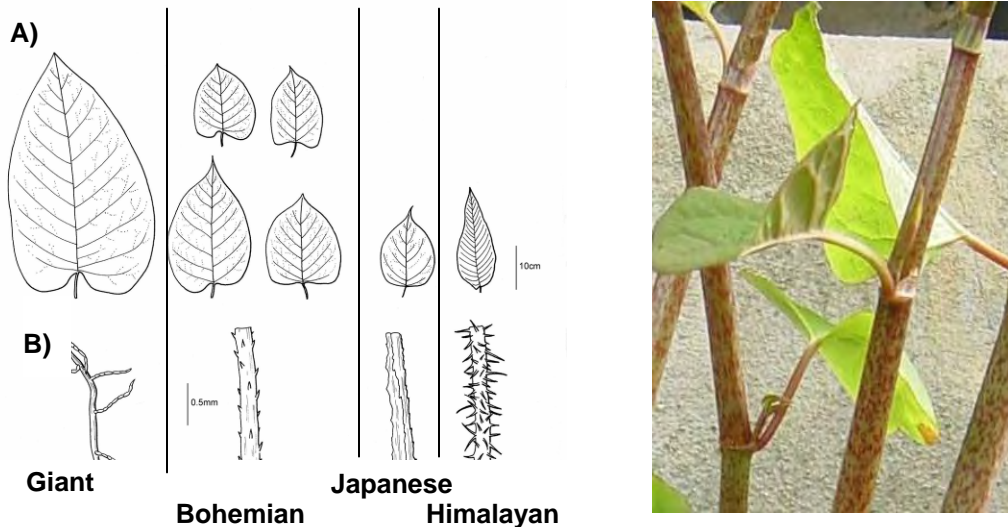 A)
10cm
B)
0.5mm
Giant
Japanese
Bohemian
Himalayan